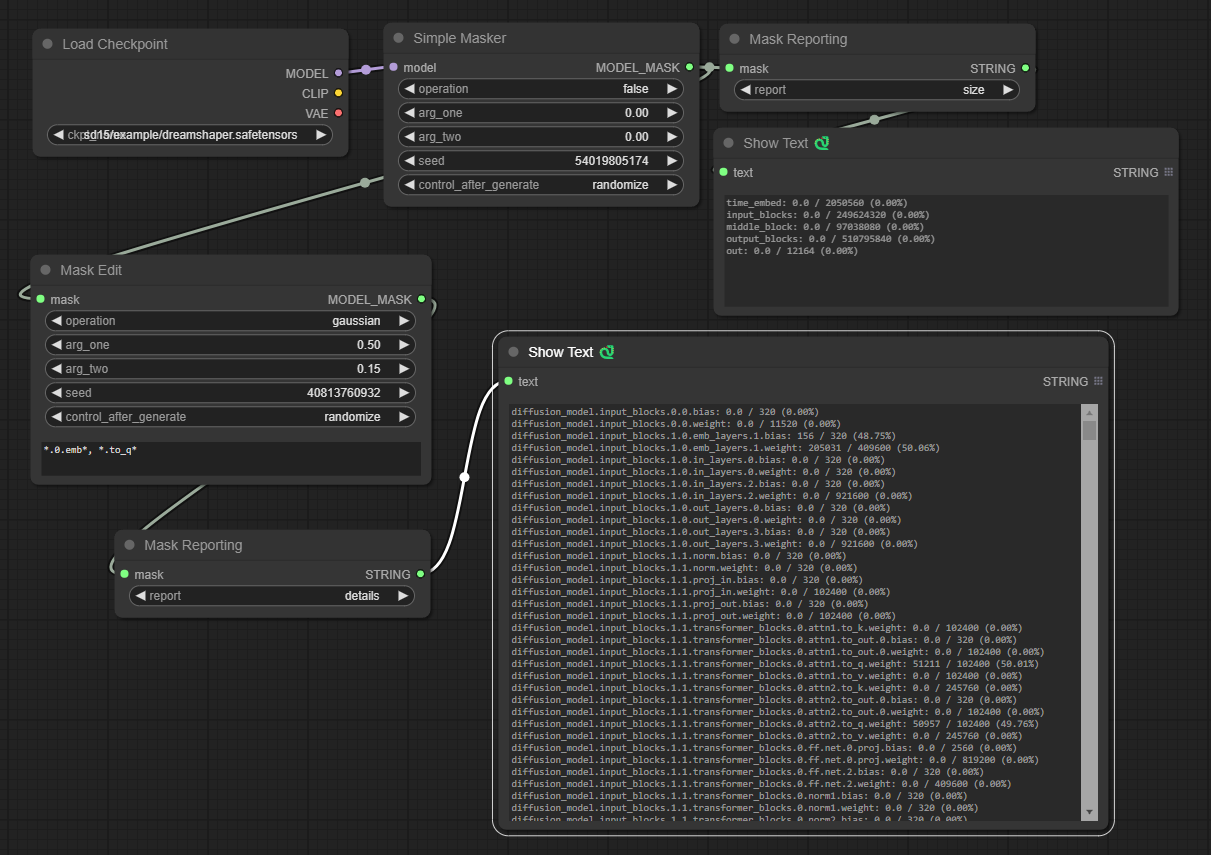 Load Checkpoint
MODEL
CLIP
VAE
sd15/example/dreamshaper.safetensors
Simple Masker
model MODEL_MASK
operation false
arg_one 0.00
arg_two 0.00
seed 54019805174
control_after_generate randomize
Mask Reporting
mask STRING
report size
Show Text
text STRING
time_embed: 0.0 / 2050560 (0.00%)
input_blocks: 0.0 / 249624320 (0.00%)
middle_block: 0.0 / 97038080 (0.00%)
output_blocks: 0.0 / 510795840 (0.00%)
out: 0.0 / 12164 (0.00%)
Mask Edit
mask MODEL_MASK
operation gaussian
arg_one 0.50
arg_two 0.15
seed 40813760932
control_after_generate randomize
*.0.emb*, *.to_q*
Mask Reporting
mask STRING
report details
Show Text
text STRING
diffusion_model.input_blocks.0.0.bias: 0.0 / 320 (0.00%)
diffusion_model.input_blocks.0.0.weight: 0.0 / 11520 (0.00%)
diffusion_model.input_blocks.1.0.emb_layers.1.bias: 156 / 320 (48.75%)
diffusion_model.input_blocks.1.0.emb_layers.1.weight: 205031 / 409600 (50.06%)
diffusion_model.input_blocks.1.0.in_layers.0.bias: 0.0 / 320 (0.00%)
diffusion_model.input_blocks.1.0.in_layers.0.weight: 0.0 / 320 (0.00%)
diffusion_model.input_blocks.1.0.in_layers.2.bias: 0.0 / 320 (0.00%)
diffusion_model.input_blocks.1.0.in_layers.2.weight: 0.0 / 921600 (0.00%)
diffusion_model.input_blocks.1.0.out_layers.0.bias: 0.0 / 320 (0.00%)
diffusion_model.input_blocks.1.0.out_layers.0.weight: 0.0 / 320 (0.00%)
diffusion_model.input_blocks.1.0.out_layers.3.bias: 0.0 / 320 (0.00%)
diffusion_model.input_blocks.1.0.out_layers.3.weight: 0.0 / 921600 (0.00%)
diffusion_model.input_blocks.1.1.norm.bias: 0.0 / 320 (0.00%)
diffusion_model.input_blocks.1.1.norm.weight: 0.0 / 320 (0.00%)
diffusion_model.input_blocks.1.1.proj_in.bias: 0.0 / 320 (0.00%)
diffusion_model.input_blocks.1.1.proj_in.weight: 0.0 / 102400 (0.00%)
diffusion_model.input_blocks.1.1.proj_out.bias: 0.0 / 320 (0.00%)
diffusion_model.input_blocks.1.1.proj_out.weight: 0.0 / 102400 (0.00%)
diffusion_model.input_blocks.1.1.transformer_blocks.0.attn1.to_k.weight: 0.0 / 102400 (0.00%)
diffusion_model.input_blocks.1.1.transformer_blocks.0.attn1.to_out.0.bias: 0.0 / 320 (0.00%)
diffusion_model.input_blocks.1.1.transformer_blocks.0.attn1.to_out.0.weight: 0.0 / 102400 (0.00%)
diffusion_model.input_blocks.1.1.transformer_blocks.0.attn1.to_q.weight: 51211 / 102400 (50.01%)
diffusion_model.input_blocks.1.1.transformer_blocks.0.attn1.to_v.weight: 0.0 / 102400 (0.00%)
diffusion_model.input_blocks.1.1.transformer_blocks.0.attn2.to_k.weight: 0.0 / 245760 (0.00%)
diffusion_model.input_blocks.1.1.transformer_blocks.0.attn2.to_out.0.bias: 0.0 / 320 (0.00%)
diffusion_model.input_blocks.1.1.transformer_blocks.0.attn2.to_out.0.weight: 0.0 / 102400 (0.00%)
diffusion_model.input_blocks.1.1.transformer_blocks.0.attn2.to_q.weight: 50957 / 102400 (49.76%)
diffusion_model.input_blocks.1.1.transformer_blocks.0.attn2.to_v.weight: 0.0 / 245760 (0.00%)
diffusion_model.input_blocks.1.1.transformer_blocks.0.ff.net.0.proj.bias: 0.0 / 2560 (0.00%)
diffusion_model.input_blocks.1.1.transformer_blocks.0.ff.net.0.proj.weight: 0.0 / 819200 (0.00%)
diffusion_model.input_blocks.1.1.transformer_blocks.0.ff.net.2.bias: 0.0 / 320 (0.00%)
diffusion_model.input_blocks.1.1.transformer_blocks.0.ff.net.2.weight: 0.0 / 409600 (0.00%)
diffusion_model.input_blocks.1.1.transformer_blocks.0.norm1.bias: 0.0 / 320 (0.00%)
diffusion_model.input_blocks.1.1.transformer_blocks.0.norm1.weight: 0.0 / 320 (0.00%)
diffusion_model.input_blocks.1.1.transformer_blocks.0.norm2.bias: 0.0 / 320 (0.00%)